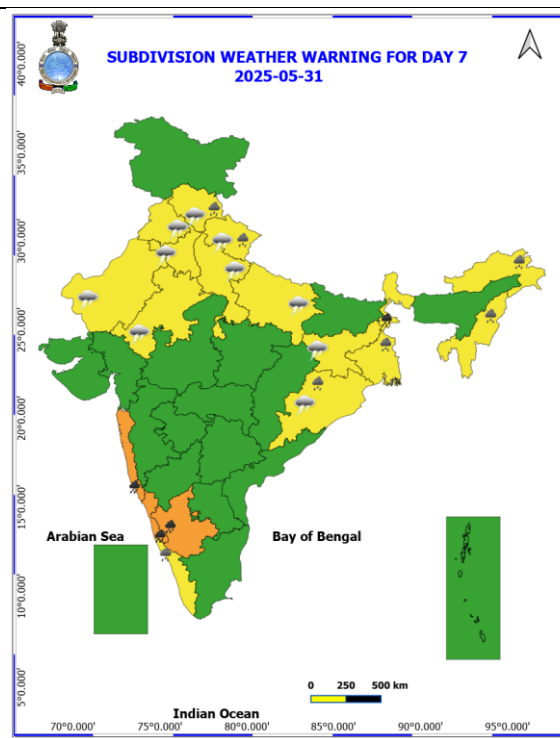 SUBDIVISION WEATHER WARNING FOR DAY 7
2025-05-31
40°0.000'
35°0.000'
30°0.000'
25°0.000'
20°0.000'
15°0.000'
10°0.000'
5°0.000'
Arabian Sea
Bay of Bengal
0 250 500 km
Indian Ocean
70°0.000' 75°0.000' 80°0.000' 85°0.000' 90°0.000' 95°0.000'